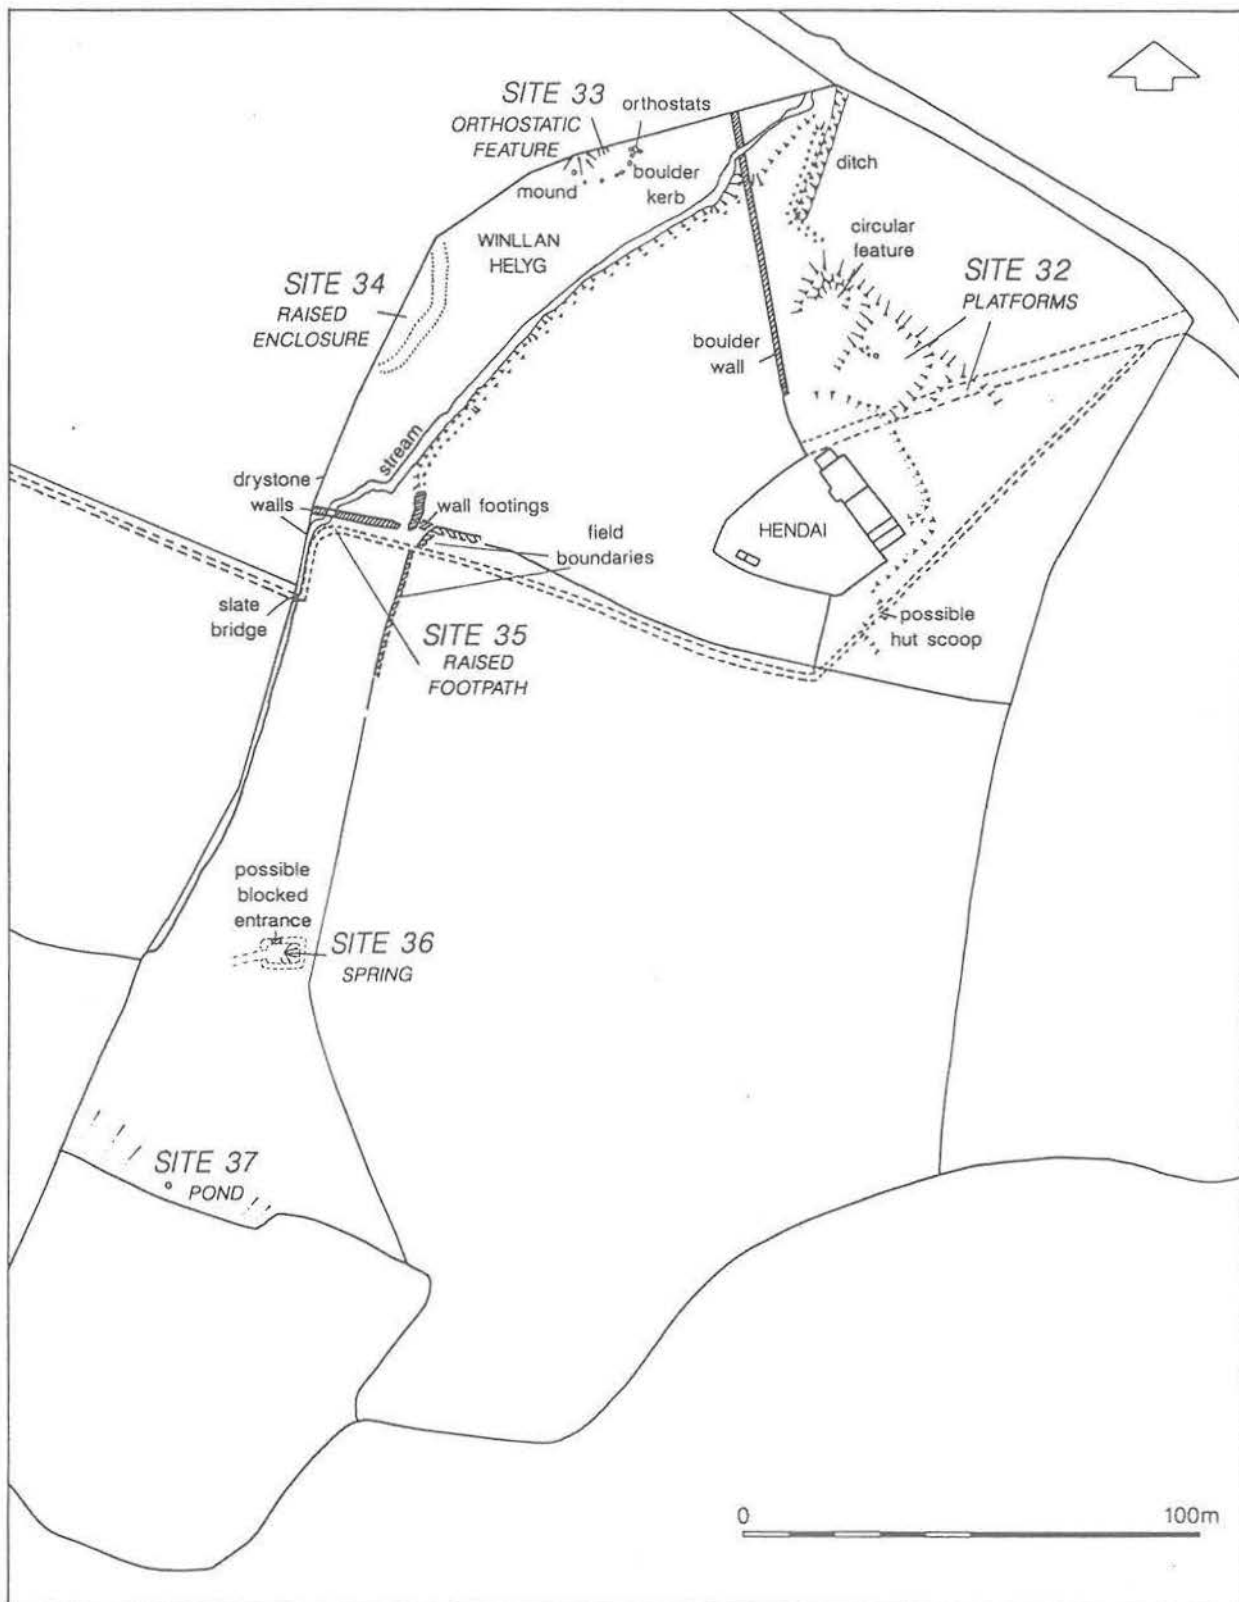 SITE 33
ORTHOSTATIC
FEATURE
orthostats
mound
boulder
kerb
ditch
WINLLAN
HELYG
circular
feature
SITE 32
PLATFORMS
SITE 34
RAISED
ENCLOSURE
boulder
wall
stream
drystone
walls
wall footings
field
boundaries
HENDAI
slate
bridge
SITE 35
RAISED
FOOTPATH
possible
hut scoop
possible
blocked
entrance
SITE 36
SPRING
SITE 37
POND
0
100m